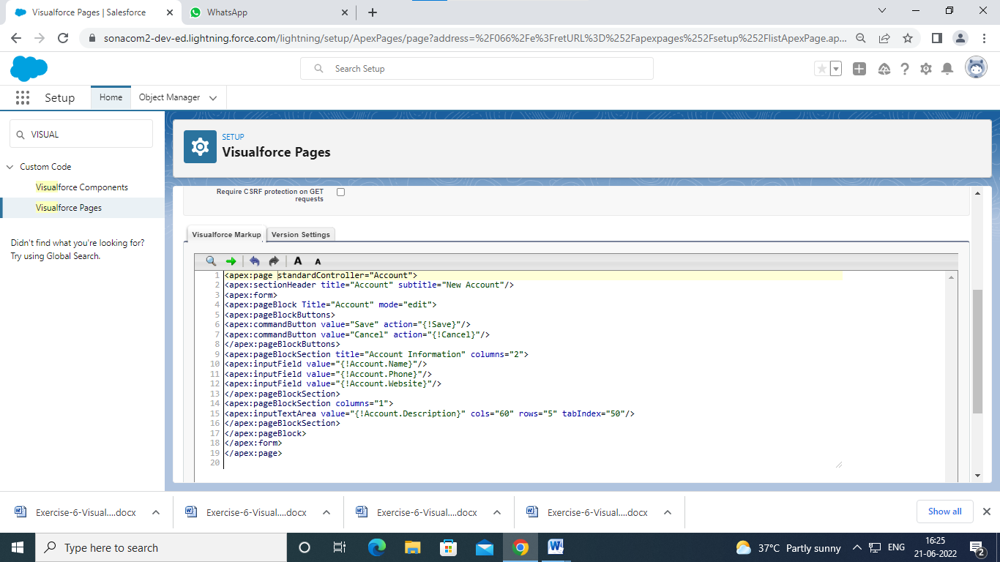 Visualforce Pages | Salesforce
WhatsApp
sonacom2-dev-ed.lightning.force.com/lightning/setup/ApexPages/page?address=%2F066%2Fe%3FretURL%3D%252Fapexpages%252Fsetup%252FlistApexPage.ap...
Search Setup
Setup
Home
Object Manager
VISUAL
Custom Code
Visualforce Components
Visualforce Pages
Didn't find what you're looking for?
Try using Global Search.
SETUP
Visualforce Pages
Require CSRF protection on GET
requests
Visualforce Markup
Version Settings
A A
1 <apex:page standardController="Account">
2 <apex:sectionHeader title="Account" subtitle="New Account"/>
3 <apex:form>
4 <apex:pageBlock Title="Account" mode="edit">
5 <apex:pageBlockButtons>
6 <apex:commandButton value="Save" action="{!Save}"/>
7 <apex:commandButton value="Cancel" action="{!Cancel}"/>
8 </apex:pageBlockButtons>
9 <apex:pageBlockSection title="Account Information" columns="2">
10 <apex:inputField value="{!Account.Name}"/>
11 <apex:inputField value="{!Account.Phone}"/>
12 <apex:inputField value="{!Account.Website}"/>
13 </apex:pageBlockSection>
14 <apex:pageBlockSection columns="1">
15 <apex:inputTextArea value="{!Account.Description}" cols="60" rows="5" tabIndex="50"/>
16 </apex:pageBlockSection>
17 </apex:pageBlock>
18 </apex:form>
19 </apex:page>
20
Exercise-6-Visual....docx
Exercise-6-Visual....docx
Exercise-6-Visual....docx
Exercise-6-Visual....docx
Show all
Type here to search
37°C Partly sunny
ENG
16:25
21-06-2022
2